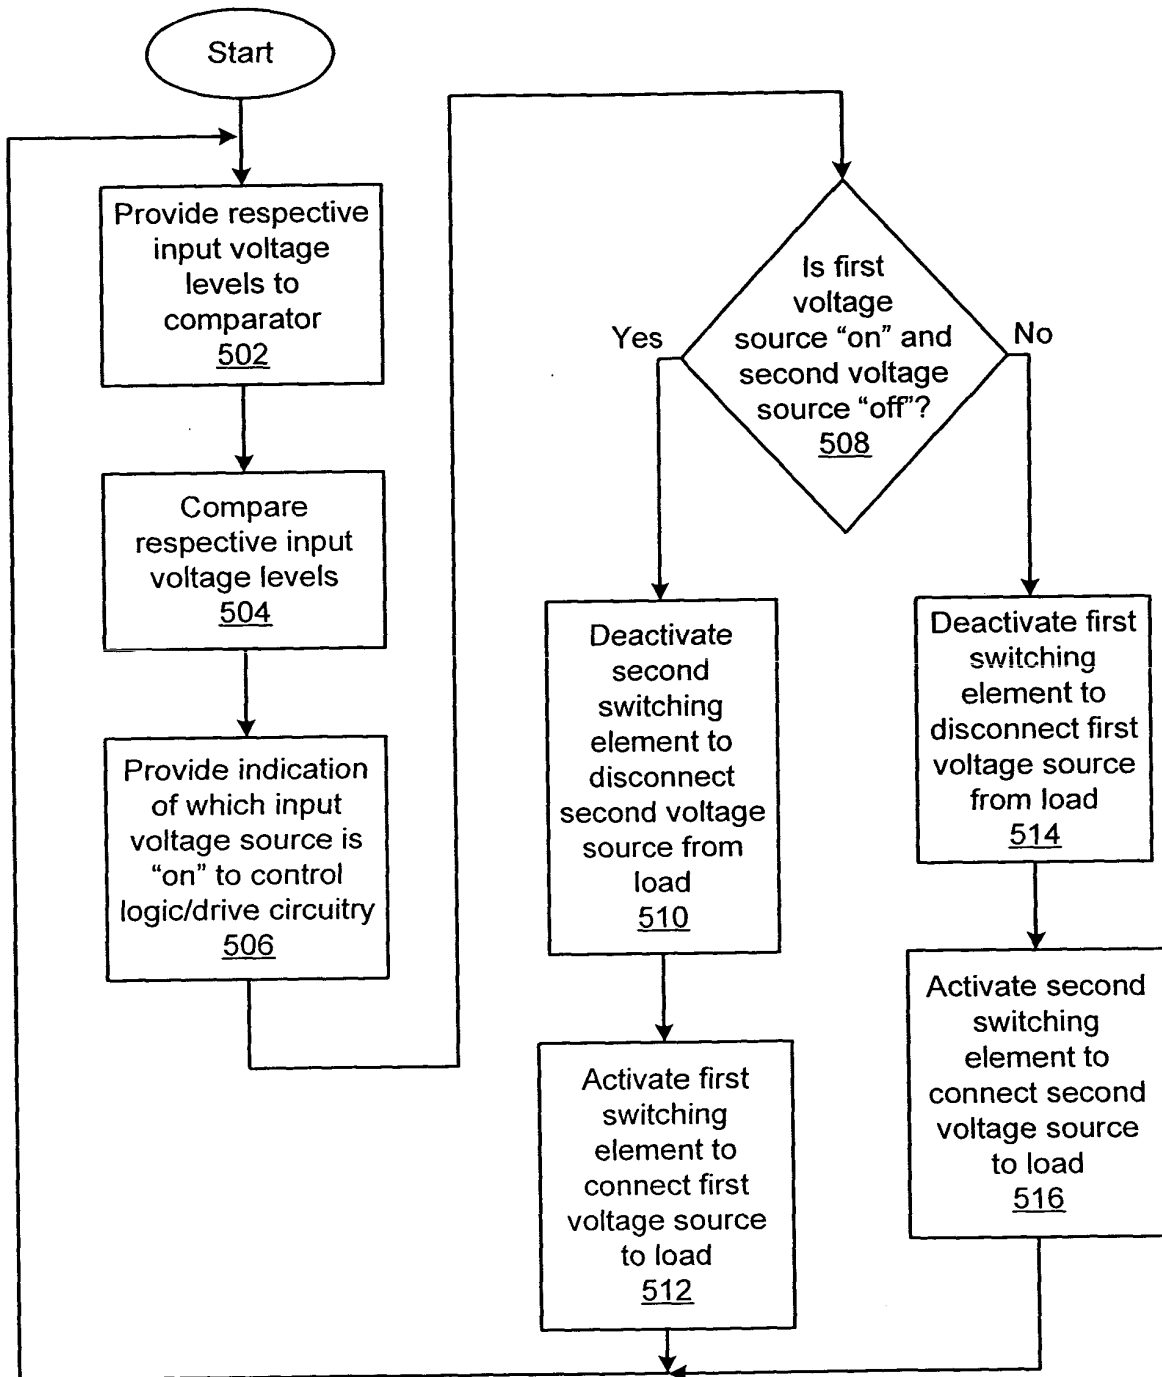 Start
Provide respective
input voltage
levels to
comparator
502
Compare
respective input
voltage levels
504
Provide indication
of which input
voltage source is
“on” to control
logic/drive circuitry
506
Is first
voltage
source “on” and
second voltage
source “off”?
508
Yes
No
Deactivate
second
switching
element to
disconnect
second voltage
source from
load
510
Activate first
switching
element to
connect first
voltage source
to load
512
Deactivate first
switching
element to
disconnect first
voltage source
from load
514
Activate second
switching
element to
connect second
voltage source
to load
516